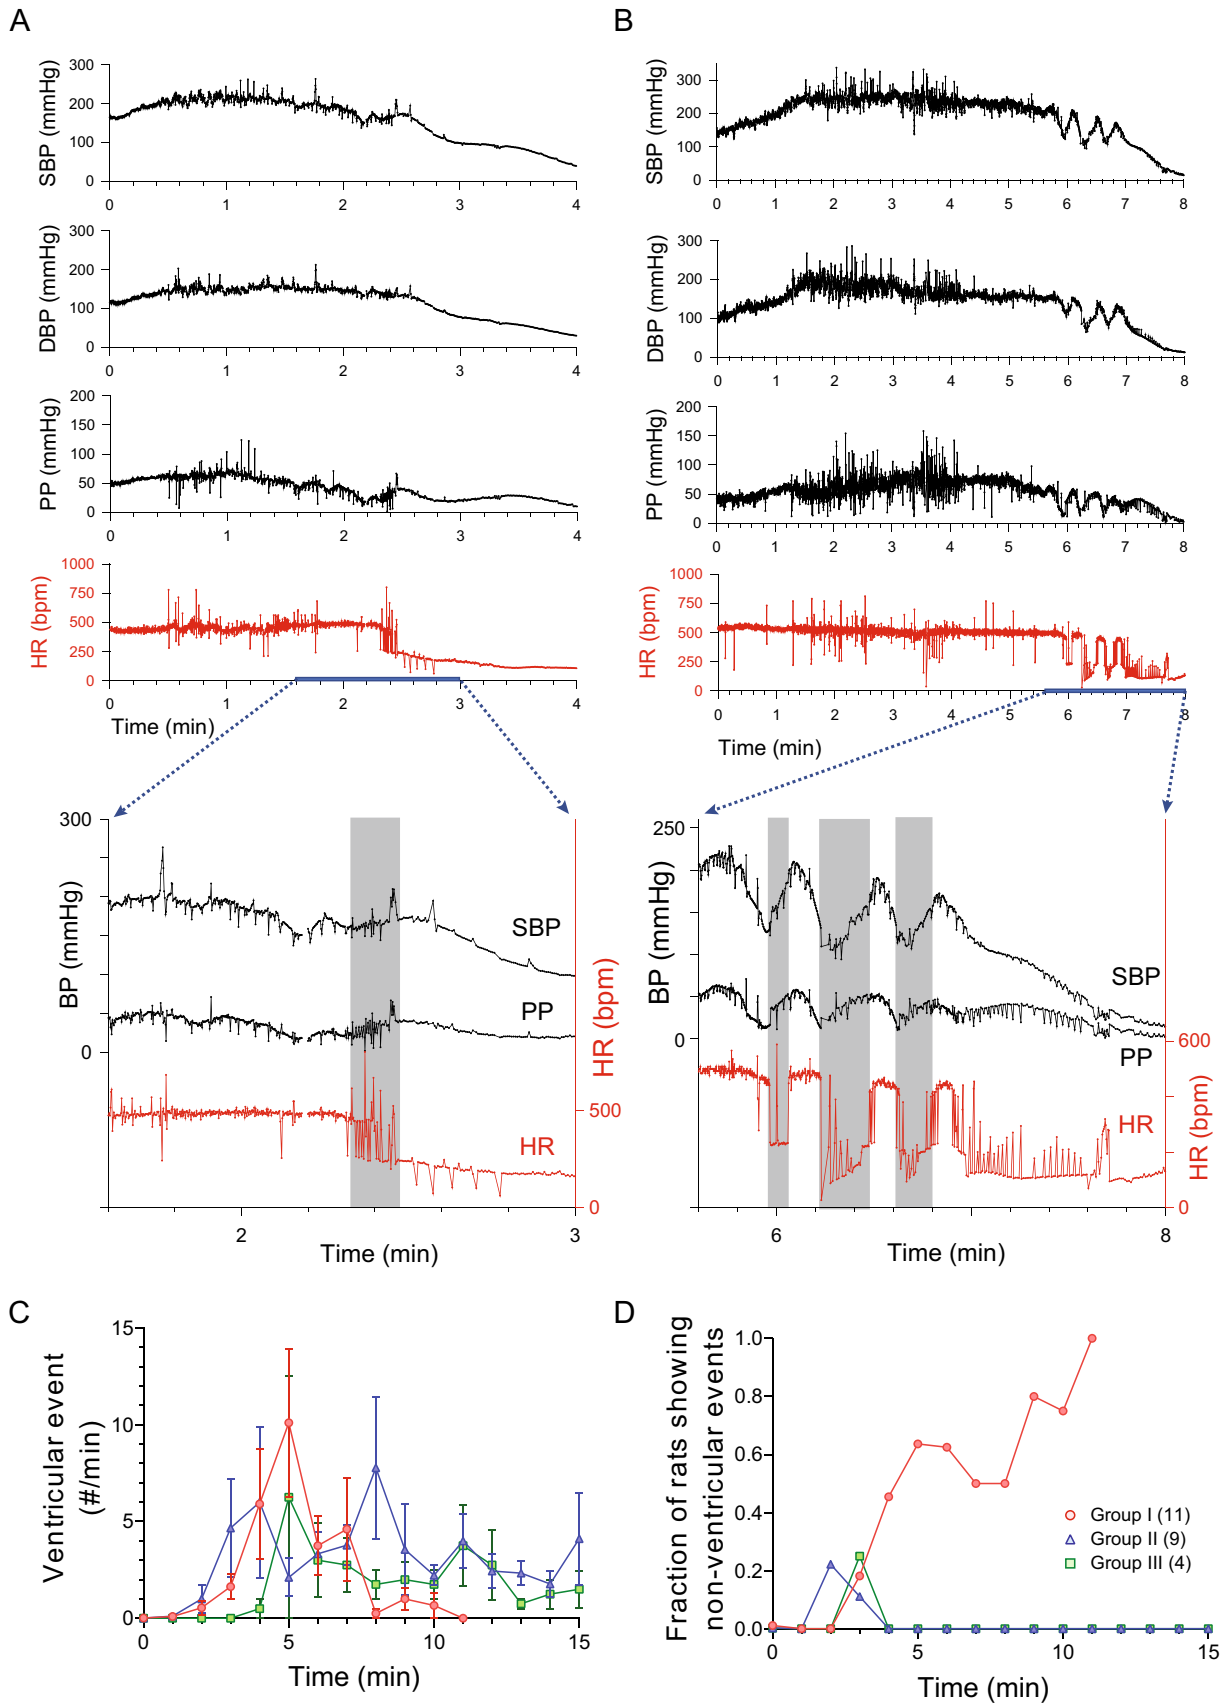 A
SBP (mmHg)
300
200
100
0
0 1 2 3 4
DBP (mmHg)
300
200
100
0
0 1 2 3 4
PP (mmHg)
200
150
100
50
0
0 1 2 3 4
HR (bpm)
1000
750
500
250
0
0 1 2 3 4
Time (min)
BP (mmHg)
300
0
SBP
PP
HR
HR (bpm)
500
0
2 3
Time (min)
B
SBP (mmHg)
300
200
100
0
0 1 2 3 4 5 6 7 8
DBP (mmHg)
300
200
100
0
0 1 2 3 4 5 6 7 8
PP (mmHg)
200
150
100
50
0
0 1 2 3 4 5 6 7 8
HR (bpm)
1000
750
500
250
0
0 1 2 3 4 5 6 7 8
Time (min)
BP (mmHg)
250
0
SBP
PP
HR
HR (bpm)
600
0
6 8
Time (min)
C
Ventricular event
(#/min)
15
10
5
0
0 5 10 15
Time (min)
D
Fraction of rats showing
non-ventricular events
1.0
0.8
0.6
0.4
0.2
0.0
0 5 10 15
Time (min)
Group I (11)
Group II (9)
Group III (4)